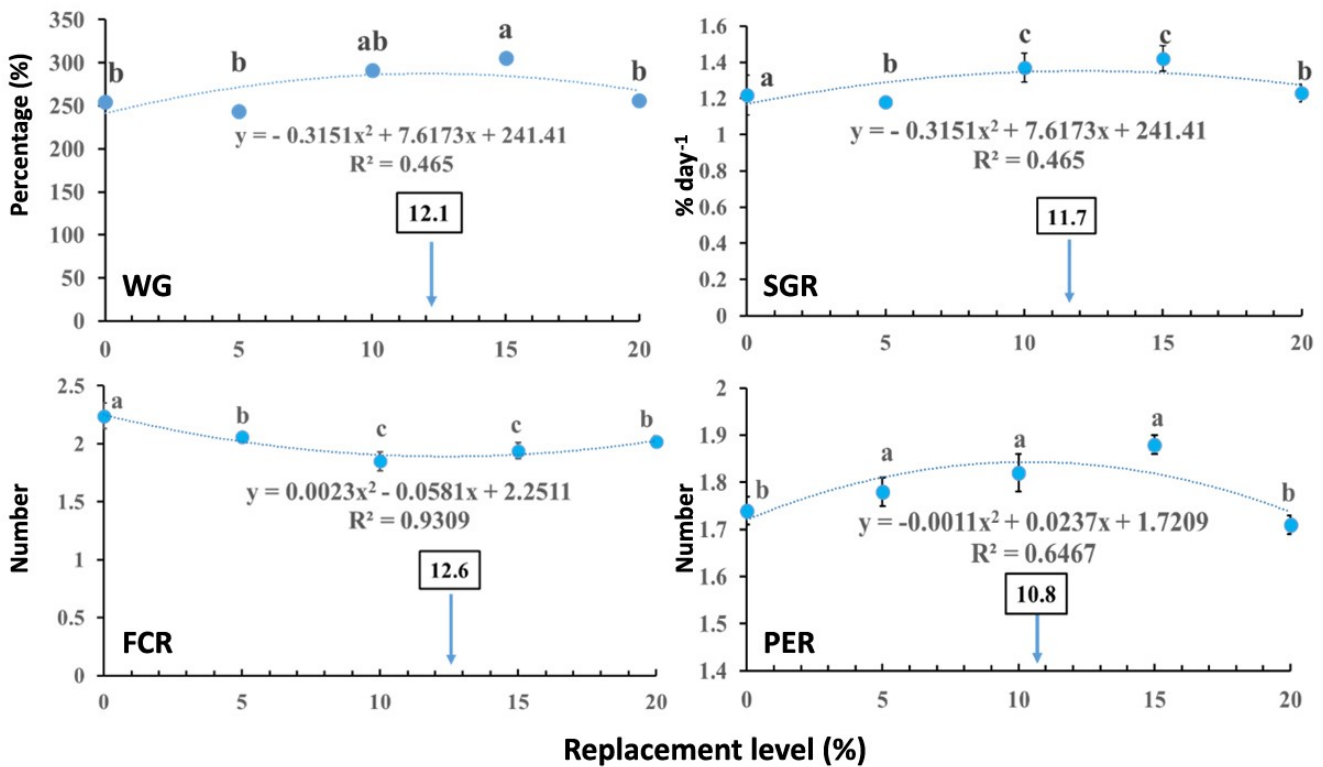 Percentage (%)
350
300
250
200
150
100
50
0
b
b
ab
a
b
y = - 0.3151x² + 7.6173x + 241.41
R² = 0.465
12.1
WG
0 5 10 15 20
% day⁻¹
1.6
1.4
1.2
1
0.8
0.6
0.4
0.2
0
a
b
c
c
b
y = - 0.3151x² + 7.6173x + 241.41
R² = 0.465
11.7
SGR
0 5 10 15 20
Number
2.5
2
1.5
1
0.5
0
a
b
c
c
b
y = 0.0023x² - 0.0581x + 2.2511
R² = 0.9309
12.6
FCR
0 5 10 15 20
Number
2
1.9
1.8
1.7
1.6
1.5
1.4
b
a
a
a
b
y = -0.0011x² + 0.0237x + 1.7209
R² = 0.6467
10.8
PER
0 5 10 15 20
Replacement level (%)